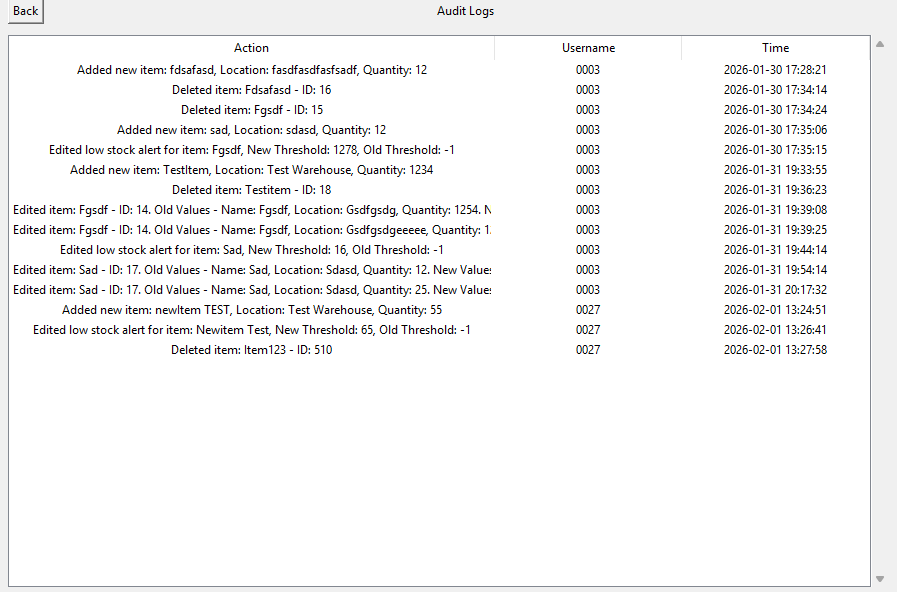 Back
Audit Logs
Action Username Time
Added new item: fdsafasd, Location: fasdfasdfasfsadf, Quantity: 12 0003 2026-01-30 17:28:21
Deleted item: Fdsafasd - ID: 16 0003 2026-01-30 17:34:14
Deleted item: Fgsdf - ID: 15 0003 2026-01-30 17:34:24
Added new item: sad, Location: sdasd, Quantity: 12 0003 2026-01-30 17:35:06
Edited low stock alert for item: Fgsdf, New Threshold: 1278, Old Threshold: -1 0003 2026-01-30 17:35:15
Added new item: TestItem, Location: Test Warehouse, Quantity: 1234 0003 2026-01-31 19:33:55
Deleted item: Testitem - ID: 18 0003 2026-01-31 19:36:23
Edited item: Fgsdf - ID: 14. Old Values - Name: Fgsdf, Location: Gsdfgsdg, Quantity: 1254. N 0003 2026-01-31 19:39:08
Edited item: Fgsdf - ID: 14. Old Values - Name: Fgsdf, Location: Gsdfgsdgeeeee, Quantity: 1. 0003 2026-01-31 19:39:25
Edited low stock alert for item: Sad, New Threshold: 16, Old Threshold: -1 0003 2026-01-31 19:44:14
Edited item: Sad - ID: 17. Old Values - Name: Sad, Location: Sdasd, Quantity: 12. New Values 0003 2026-01-31 19:54:14
Edited item: Sad - ID: 17. Old Values - Name: Sad, Location: Sdasd, Quantity: 25. New Values 0003 2026-01-31 20:17:32
Added new item: newItem TEST, Location: Test Warehouse, Quantity: 55 0027 2026-02-01 13:24:51
Edited low stock alert for item: Newitem Test, New Threshold: 65, Old Threshold: -1 0027 2026-02-01 13:26:41
Deleted item: Item123 - ID: 510 0027 2026-02-01 13:27:58